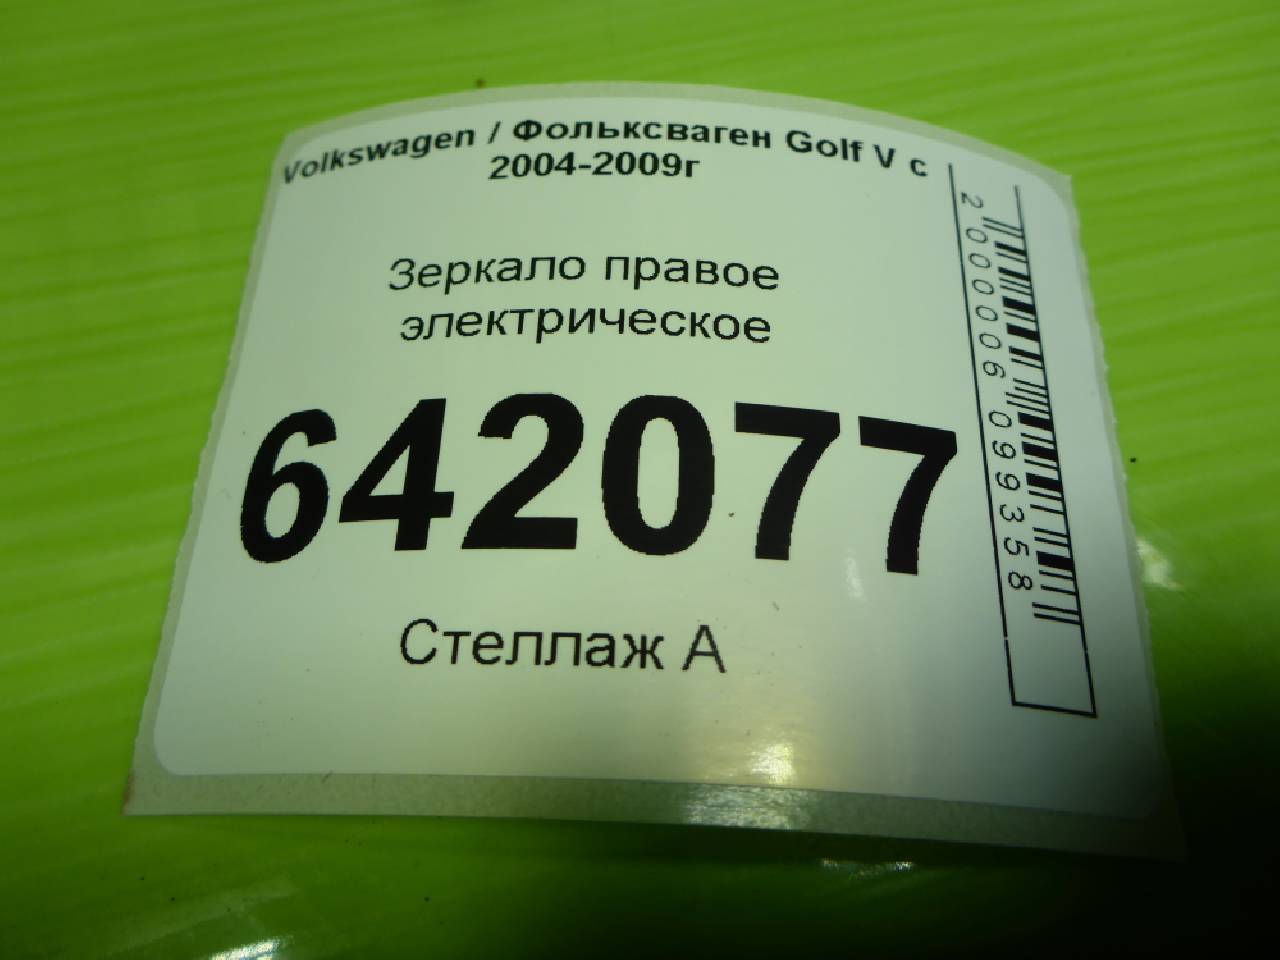 Volkswagen / Фольксваген Golf V с
2004-2009г
Зеркало правое
электрическое
642077
Стеллаж А
2000006099358